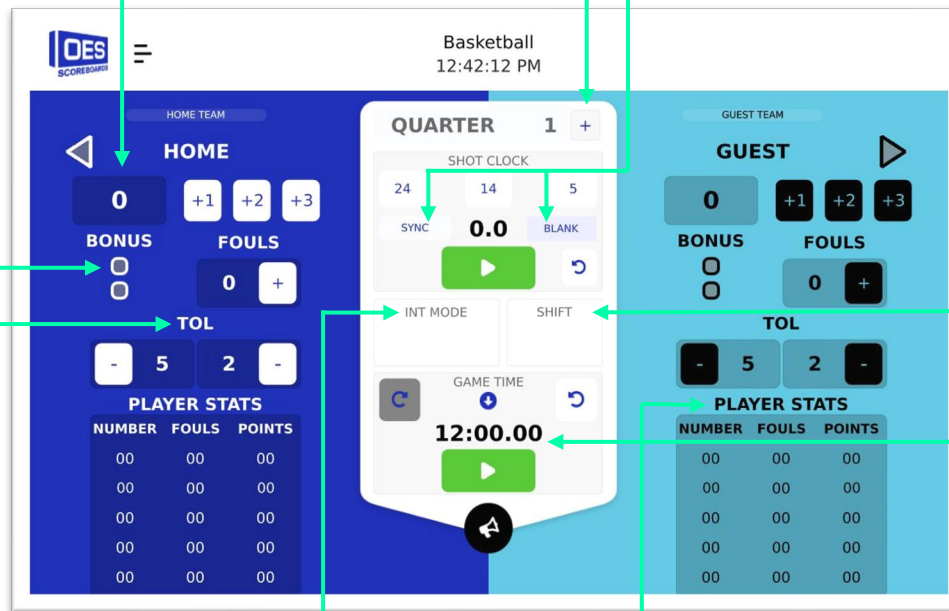 OES
SCOREBOARDS
Basketball
12:42:12 PM
HOME TEAM
HOME
0 +1 +2 +3
BONUS FOULS
0 +
TOL
- 5 2 -
PLAYER STATS
NUMBER FOULS POINTS
00 00 00
00 00 00
00 00 00
00 00 00
00 00 00
QUARTER 1 +
SHOT CLOCK
24 14 5
SYNC 0.0 BLANK
INT MODE SHIFT
GAME TIME
12:00.00
GUEST TEAM
GUEST
0 +1 +2 +3
BONUS FOULS
0 +
TOL
- 5 2 -
PLAYER STATS
NUMBER FOULS POINTS
00 00 00
00 00 00
00 00 00
00 00 00
00 00 00